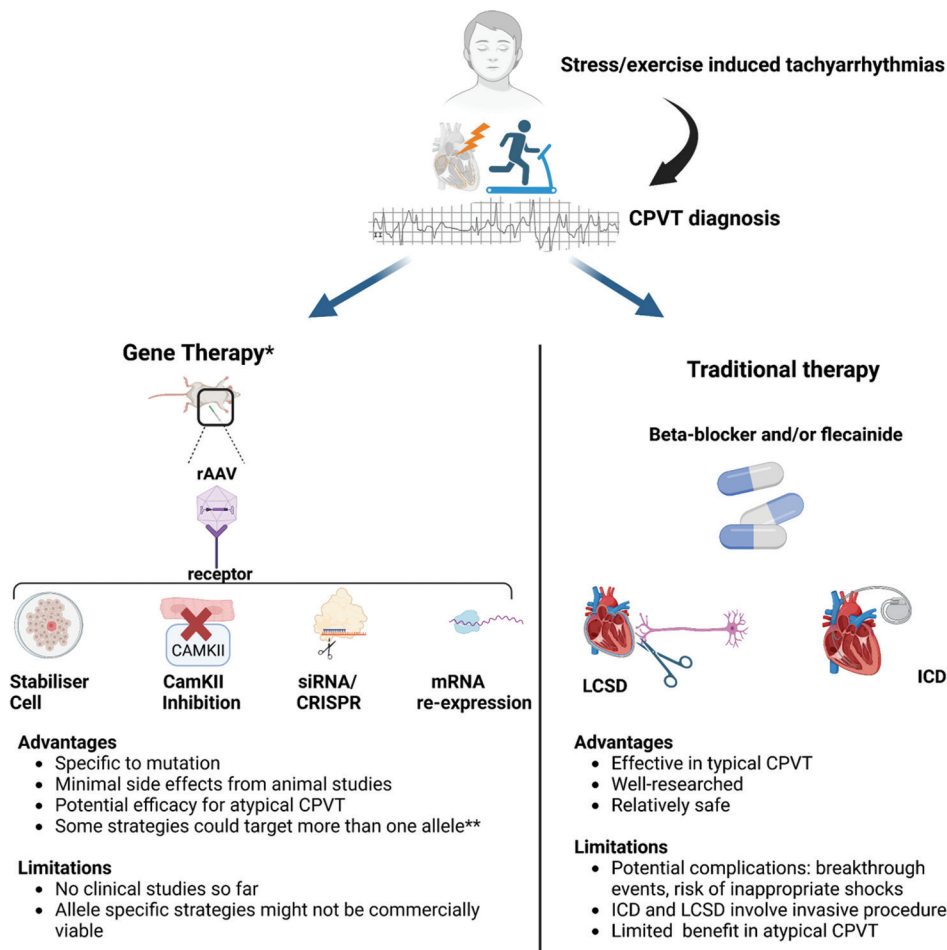 Stress/exercise induced tachyarrhythmias
CPVT diagnosis
Gene Therapy*
rAAV
receptor
CAMKII
Stabiliser
Cell
CamKII
Inhibition
siRNA/
CRISPR
mRNA
re-expression
Advantages
• Specific to mutation
• Minimal side effects from animal studies
• Potential efficacy for atypical CPVT
• Some strategies could target more than one allele**
Limitations
• No clinical studies so far
• Allele specific strategies might not be commercially
viable
Traditional therapy
Beta-blocker and/or flecainide
LCSD
ICD
Advantages
• Effective in typical CPVT
• Well-researched
• Relatively safe
Limitations
• Potential complications: breakthrough
events, risk of inappropriate shocks
• ICD and LCSD involve invasive procedure
• Limited benefit in atypical CPVT